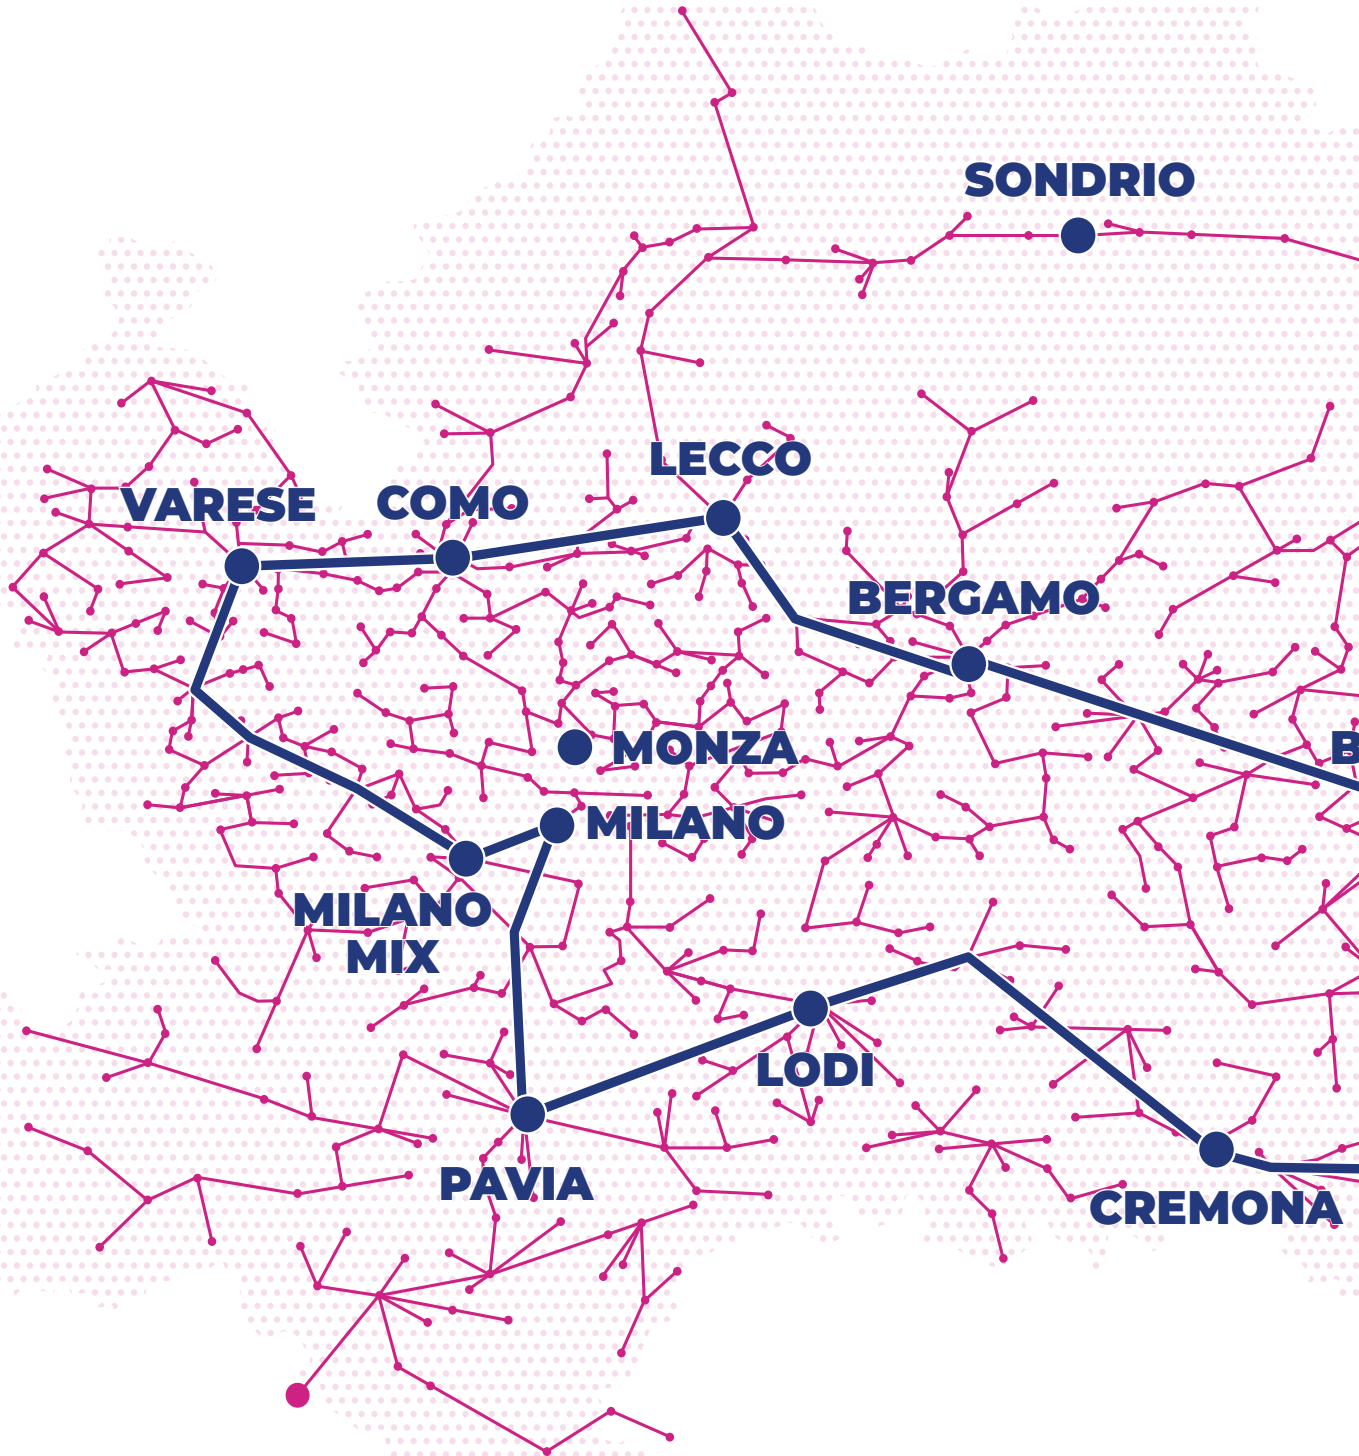 SONDRIO
LECCO
VARESE
COMO
BERGAMO
MONZA
B
MILANO
MILANO
MIX
LODI
PAVIA
CREMONA